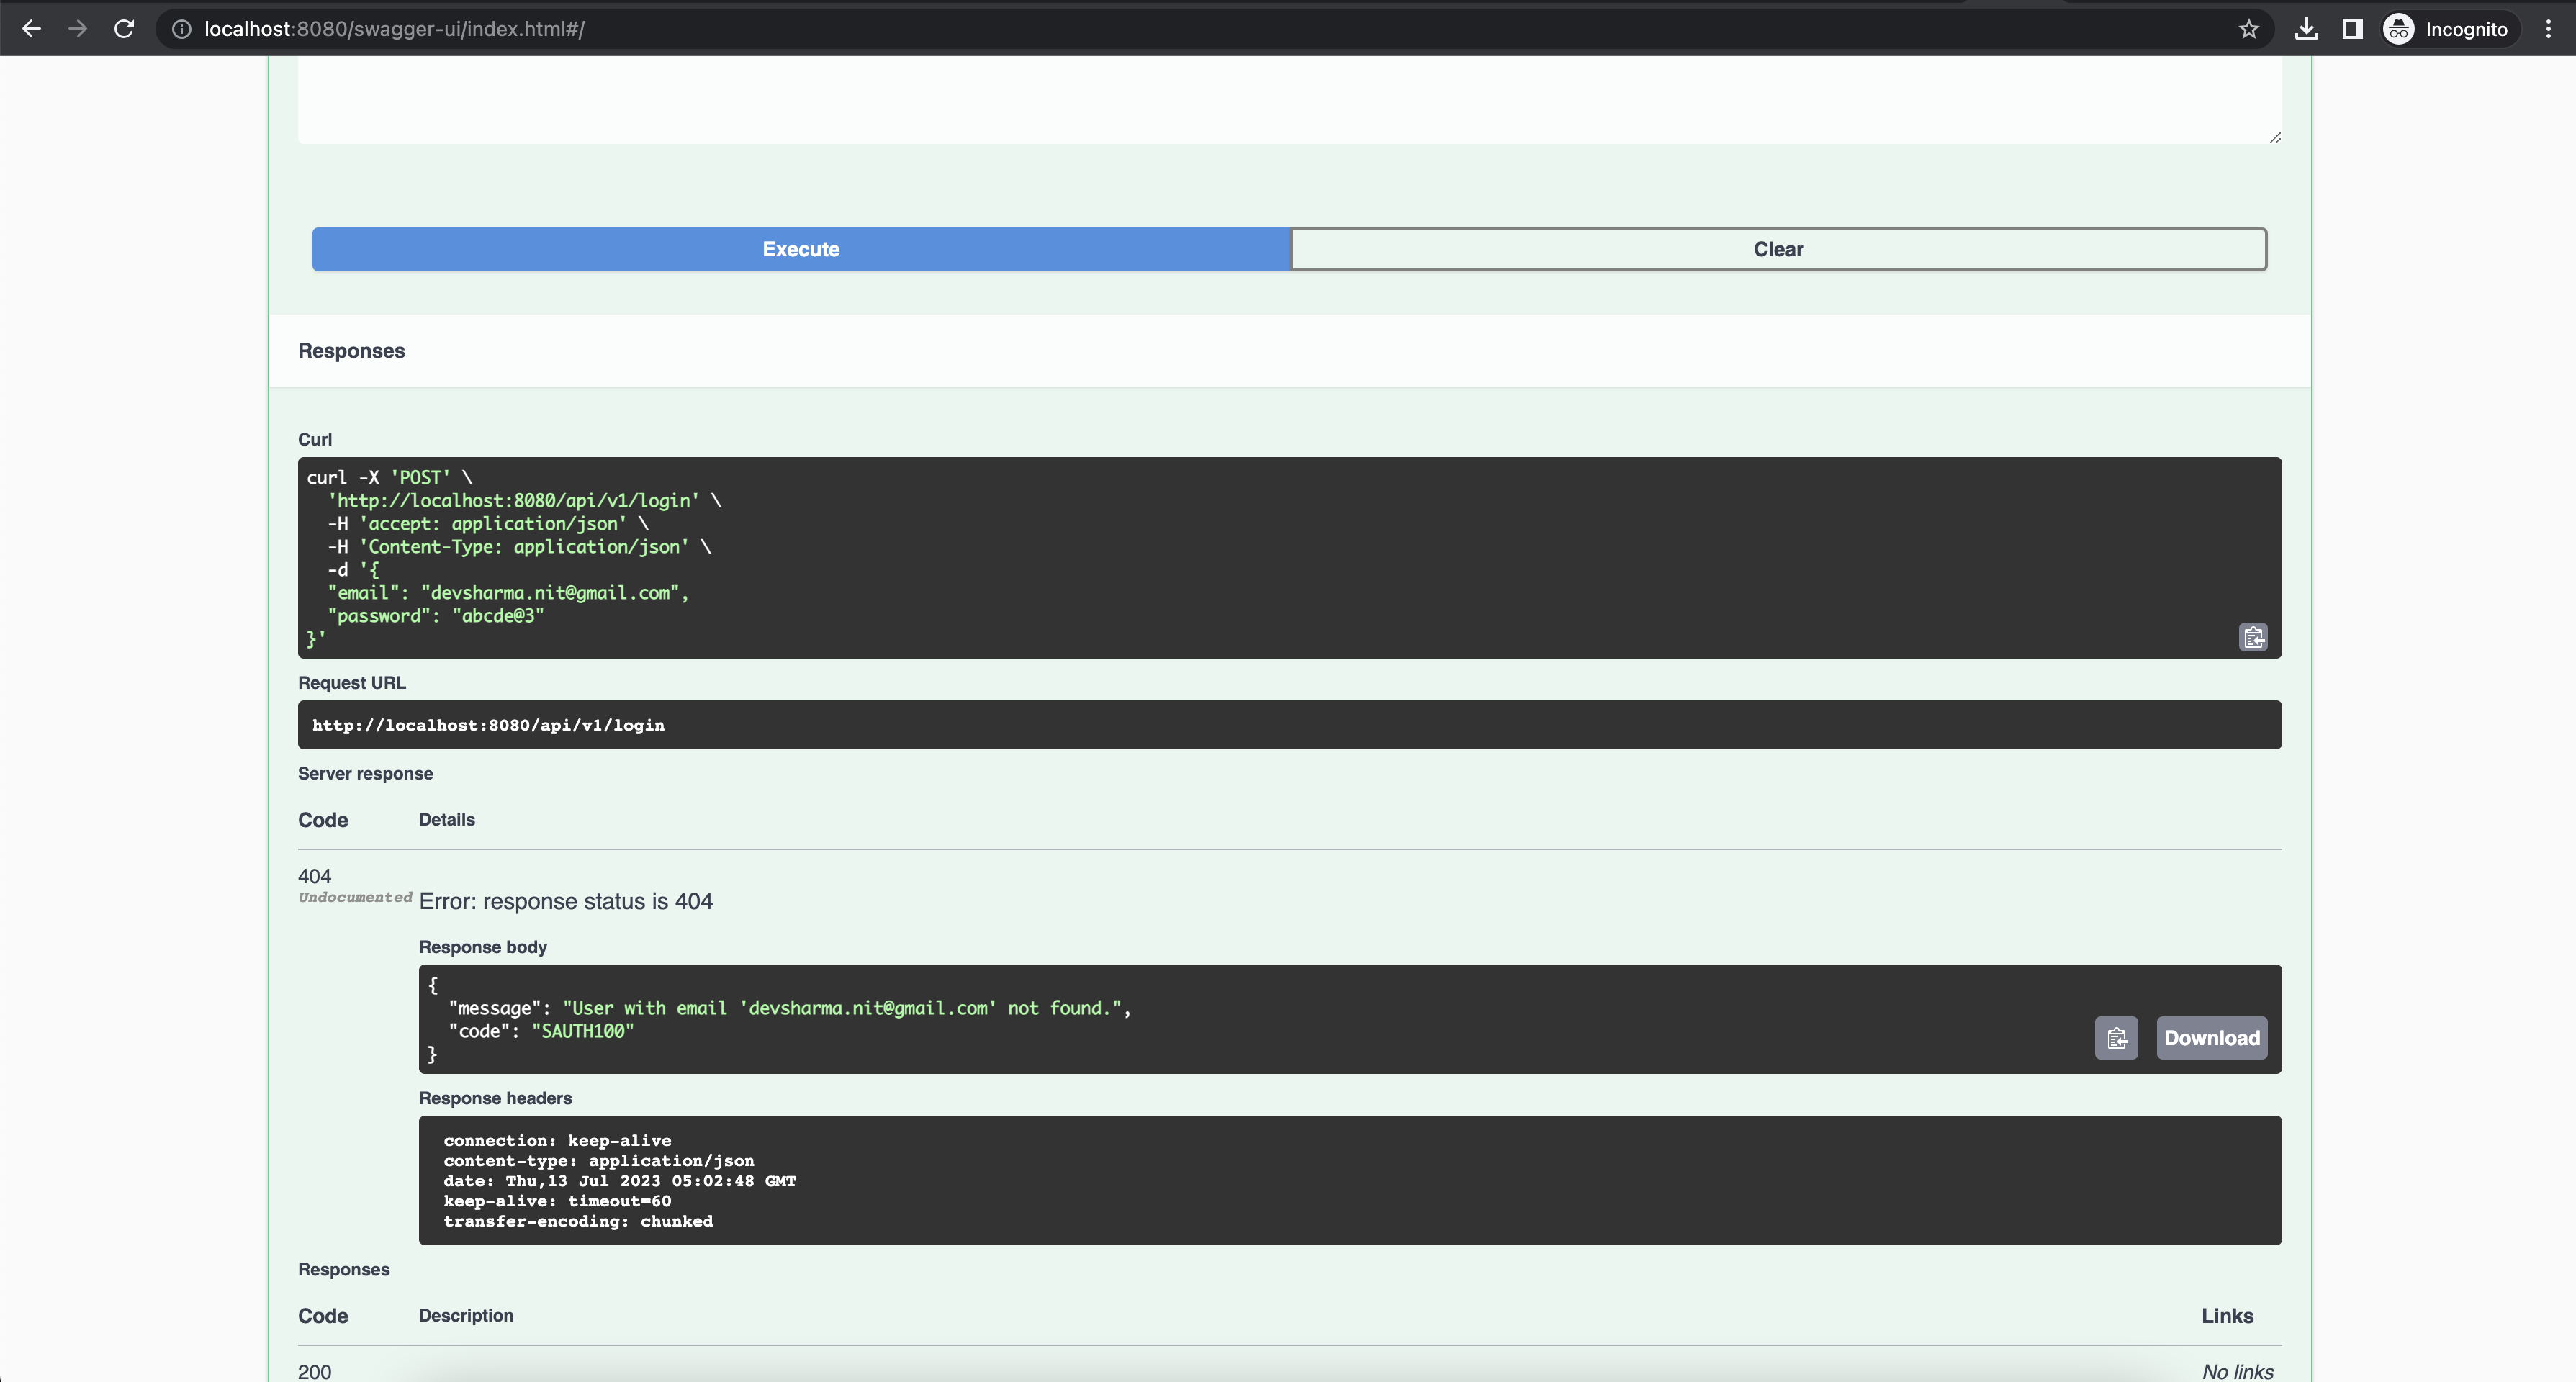 localhost:8080/swagger-ui/index.html#/
Incognito
Execute
Clear
Responses
Curl
curl -X 'POST' \
'http://localhost:8080/api/v1/login' \
-H 'accept: application/json' \
-H 'Content-Type: application/json' \
-d '{
"email": "devsharma.nit@gmail.com",
"password": "abcde@3"
}'
Request URL
http://localhost:8080/api/v1/login
Server response
Code Details
404
Undocumented
Error: response status is 404
Response body
{
"message": "User with email 'devsharma.nit@gmail.com' not found.",
"code": "SAUTH100"
}
Download
Response headers
connection: keep-alive
content-type: application/json
date: Thu,13 Jul 2023 05:02:48 GMT
keep-alive: timeout=60
transfer-encoding: chunked
Responses
Code Description Links
200 No links